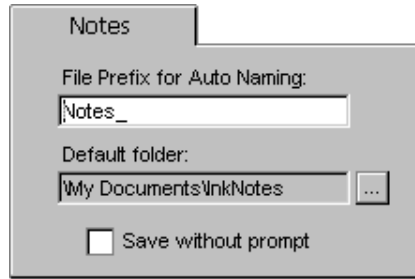 Notes
File Prefix for Auto Naming:
Notes_
Default folder:
\My Documents\InkNotes
...
Save without prompt